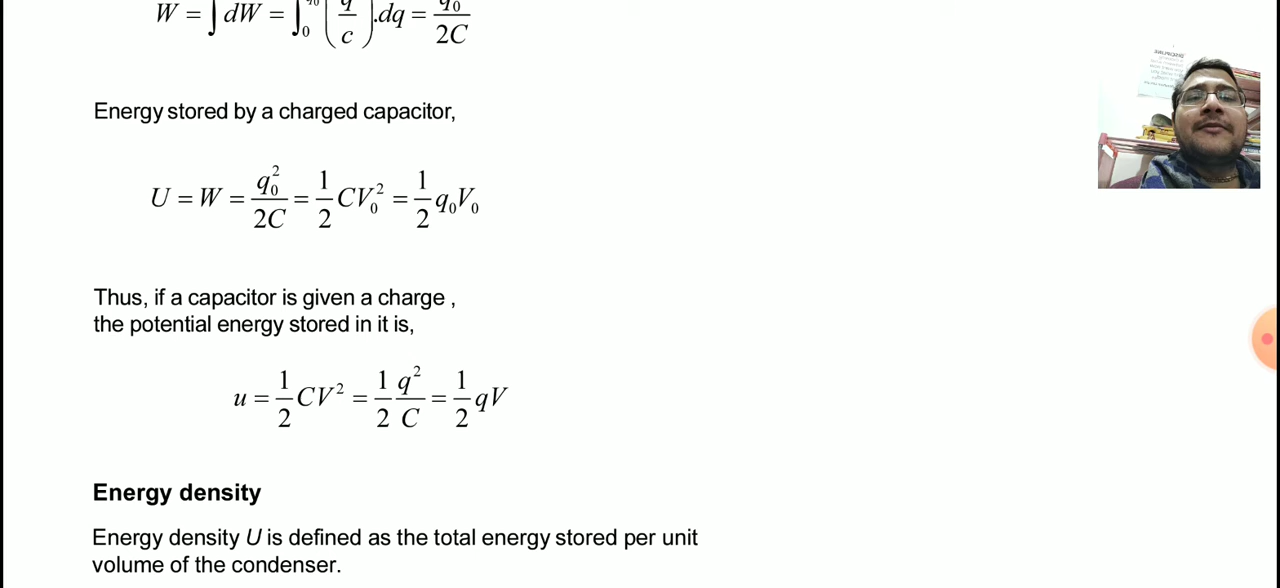 W = ∫ dW = ∫₀^q₀ (q/c).dq = q₀/2C
Energy stored by a charged capacitor,
U = W = q₀²/2C = 1/2 CV₀² = 1/2 q₀V₀
Thus, if a capacitor is given a charge ,
the potential energy stored in it is,
u = 1/2 CV² = 1/2 q²/C = 1/2 qV
Energy density
Energy density U is defined as the total energy stored per unit
volume of the condenser.